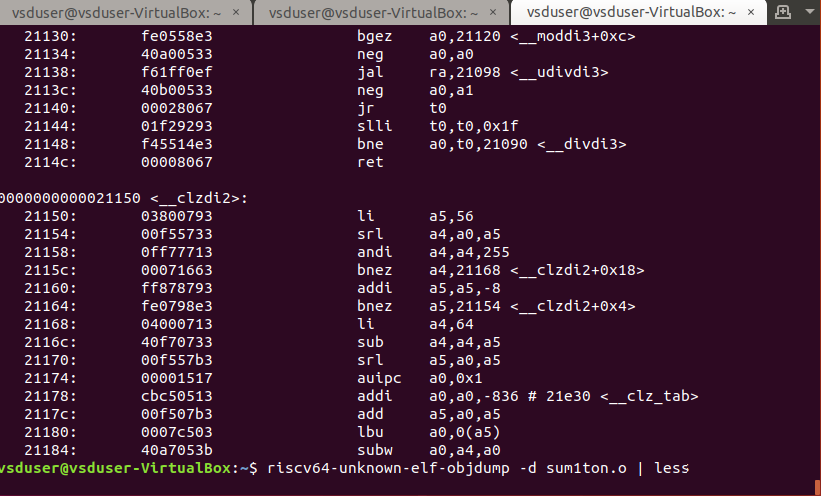 vsduser@vsduser-VirtualBox: ~ × vsduser@vsduser-VirtualBox: ~ × vsduser@vsduser-VirtualBox: ~ ×
21130: fe0558e3 bgez a0,21120 <__moddi3+0xc>
21134: 40a00533 neg a0,a0
21138: f61ff0ef jal ra,21098 <__udivdi3>
2113c: 40b00533 neg a0,a1
21140: 00028067 jr t0
21144: 01f29293 slli t0,t0,0x1f
21148: f45514e3 bne a0,t0,21090 <__divdi3>
2114c: 00008067 ret
0000000000021150 <__clzdi2>:
21150: 03800793 li a5,56
21154: 00f55733 srl a4,a0,a5
21158: 0ff77713 andi a4,a4,255
2115c: 00071663 bnez a4,21168 <__clzdi2+0x18>
21160: ff878793 addi a5,a5,-8
21164: fe0798e3 bnez a5,21154 <__clzdi2+0x4>
21168: 04000713 li a4,64
2116c: 40f70733 sub a4,a4,a5
21170: 00f557b3 srl a5,a0,a5
21174: 00001517 auipc a0,0x1
21178: cbc50513 addi a0,a0,-836 # 21e30 <__clz_tab>
2117c: 00f507b3 add a5,a0,a5
21180: 0007c503 lbu a0,0(a5)
21184: 40a7053b subw a0,a4,a0
vsduser@vsduser-VirtualBox:~$ riscv64-unknown-elf-objdump -d sum1ton.o | less